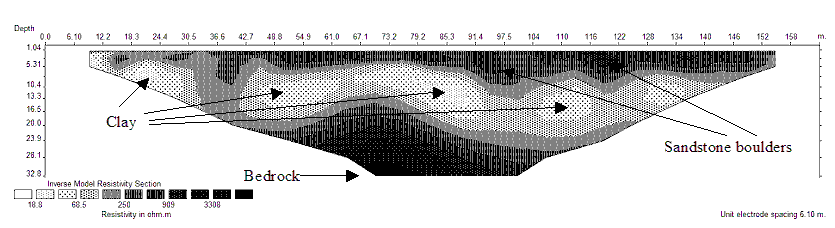 Depth
0.0 6.10 12.2 18.3 24.4 30.5 36.6 42.7 48.8 54.9 61.0 67.1 73.2 79.2 85.3 91.4 97.5 104 110 116 122 128 134 140 146 152 158 m.
1.04
5.31
10.4
13.3
16.5
20.0
23.9
28.1
32.8
Clay
Sandstone boulders
Bedrock
Inverse Model Resistivity Section
18.8 68.5 250 909 3308
Resistivity in ohm.m
Unit electrode spacing 6.10 m.